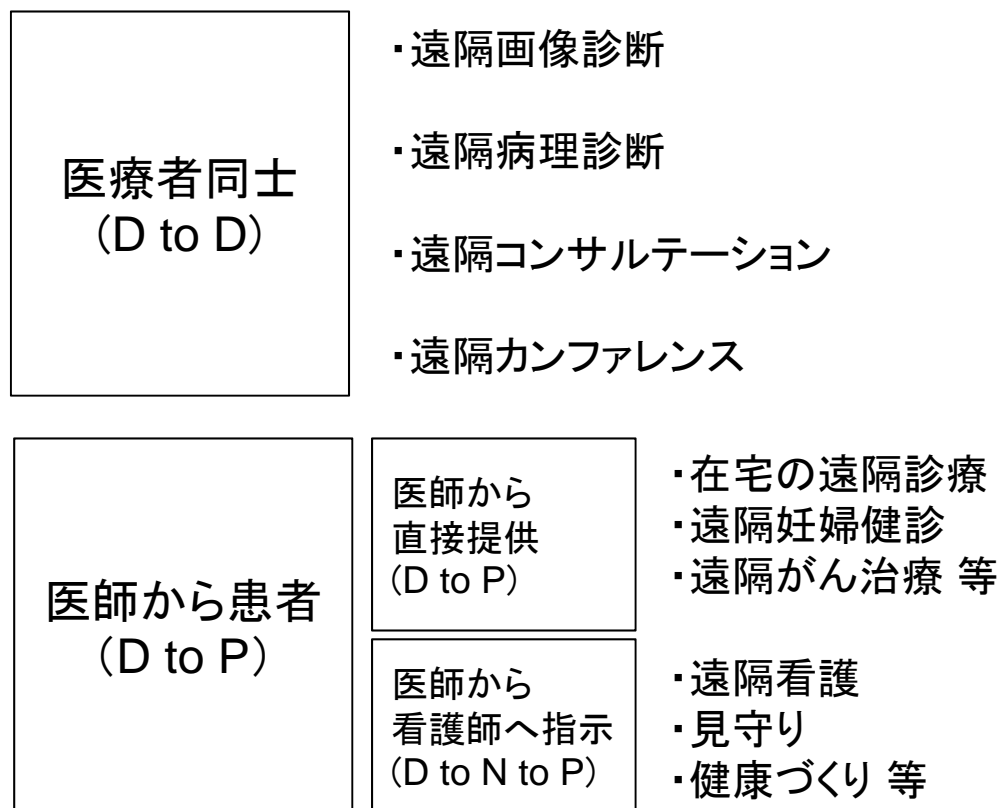 医療者同士
（D to D）
・遠隔画像診断
・遠隔病理診断
・遠隔コンサルテーション
・遠隔カンファレンス
医師から患者
（D to P）
医師から
直接提供
(D to P)
・在宅の遠隔診療
・遠隔妊婦健診
・遠隔がん治療 等
医師から
看護師へ指示
(D to N to P)
・遠隔看護
・見守り
・健康づくり 等